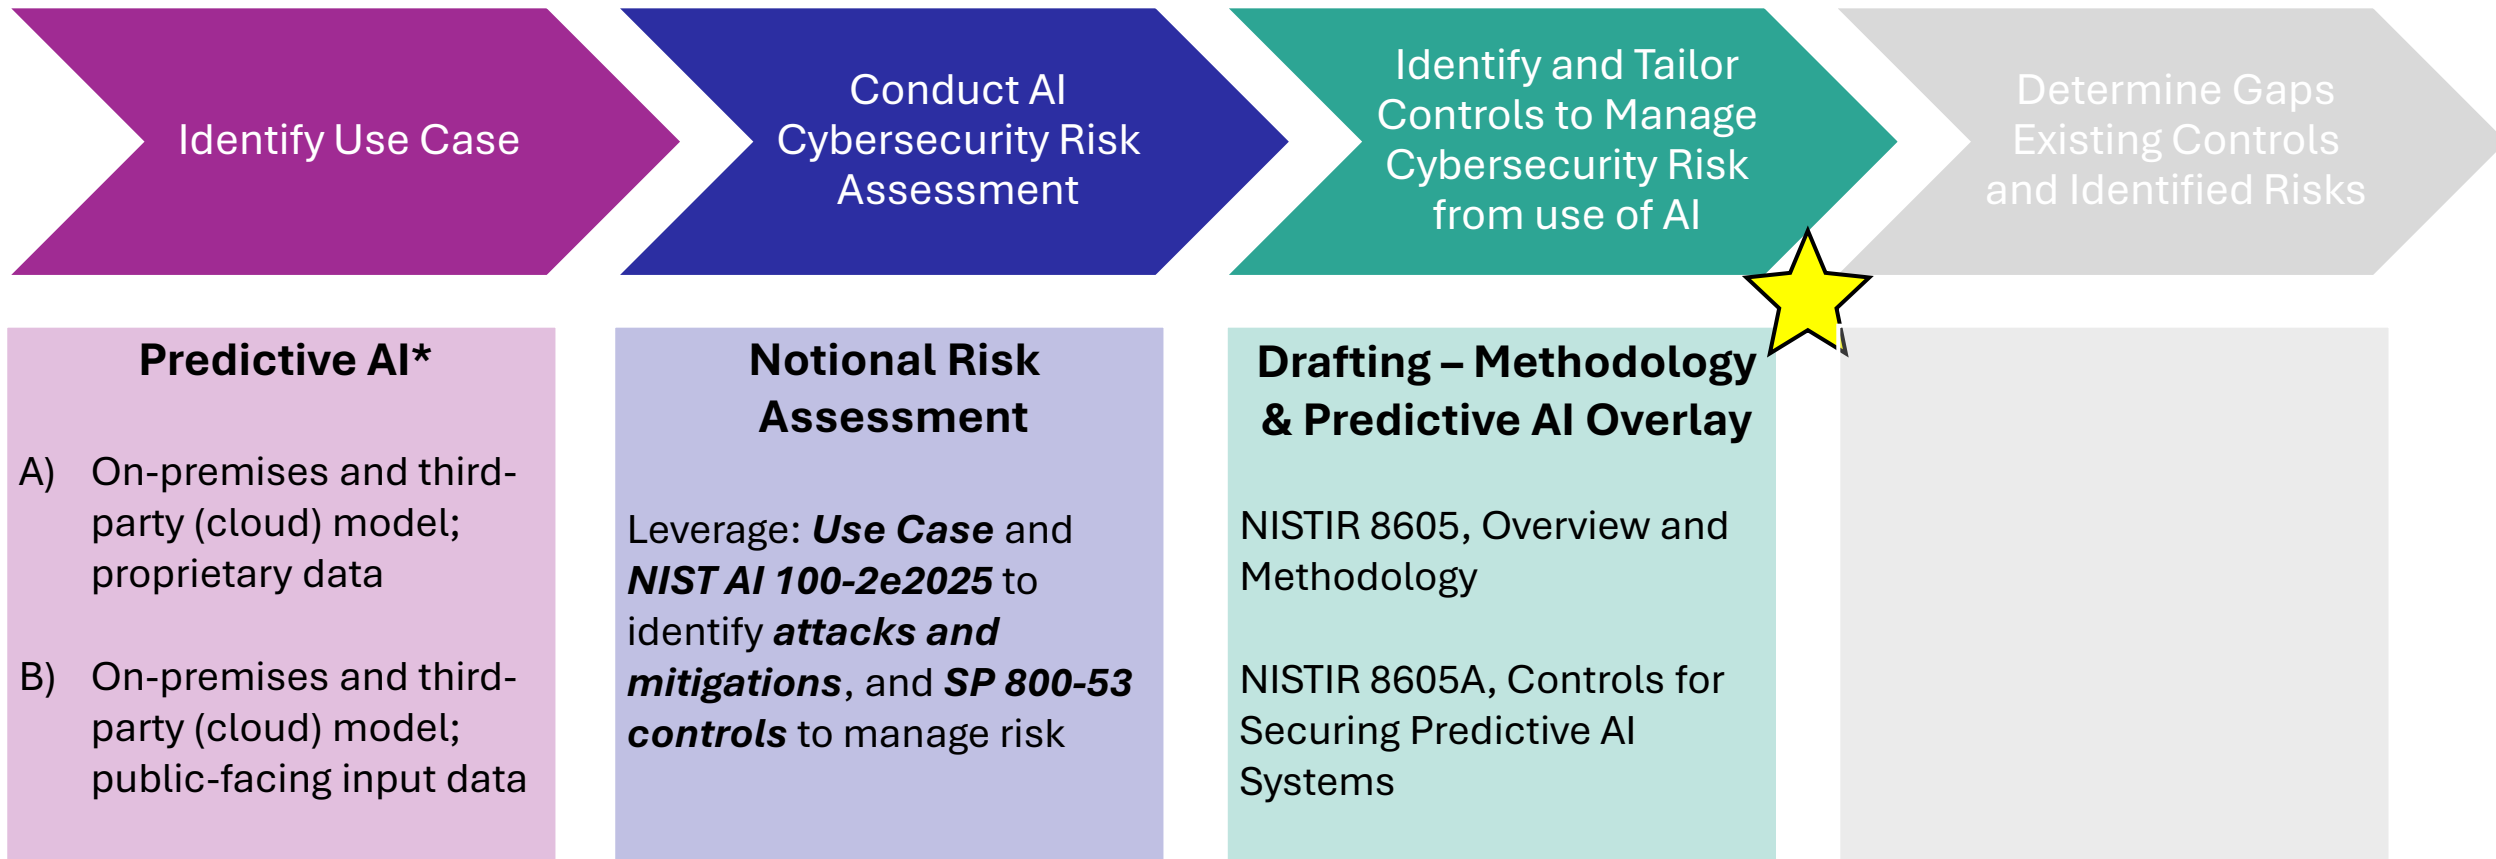 Identify Use Case
Conduct AI
Cybersecurity Risk
Assessment
Identify and Tailor
Controls to Manage
Cybersecurity Risk
from use of AI
Determine Gaps
Existing Controls
and Identified Risks
Predictive AI*
A) On-premises and third-
party (cloud) model;
proprietary data
B) On-premises and third-
party (cloud) model;
public-facing input data
Notional Risk
Assessment
Leverage: Use Case and
NIST AI 100-2e2025 to
identify attacks and
mitigations, and SP 800-53
controls to manage risk
Drafting – Methodology
& Predictive AI Overlay
NISTIR 8605, Overview and
Methodology
NISTIR 8605A, Controls for
Securing Predictive AI
Systems